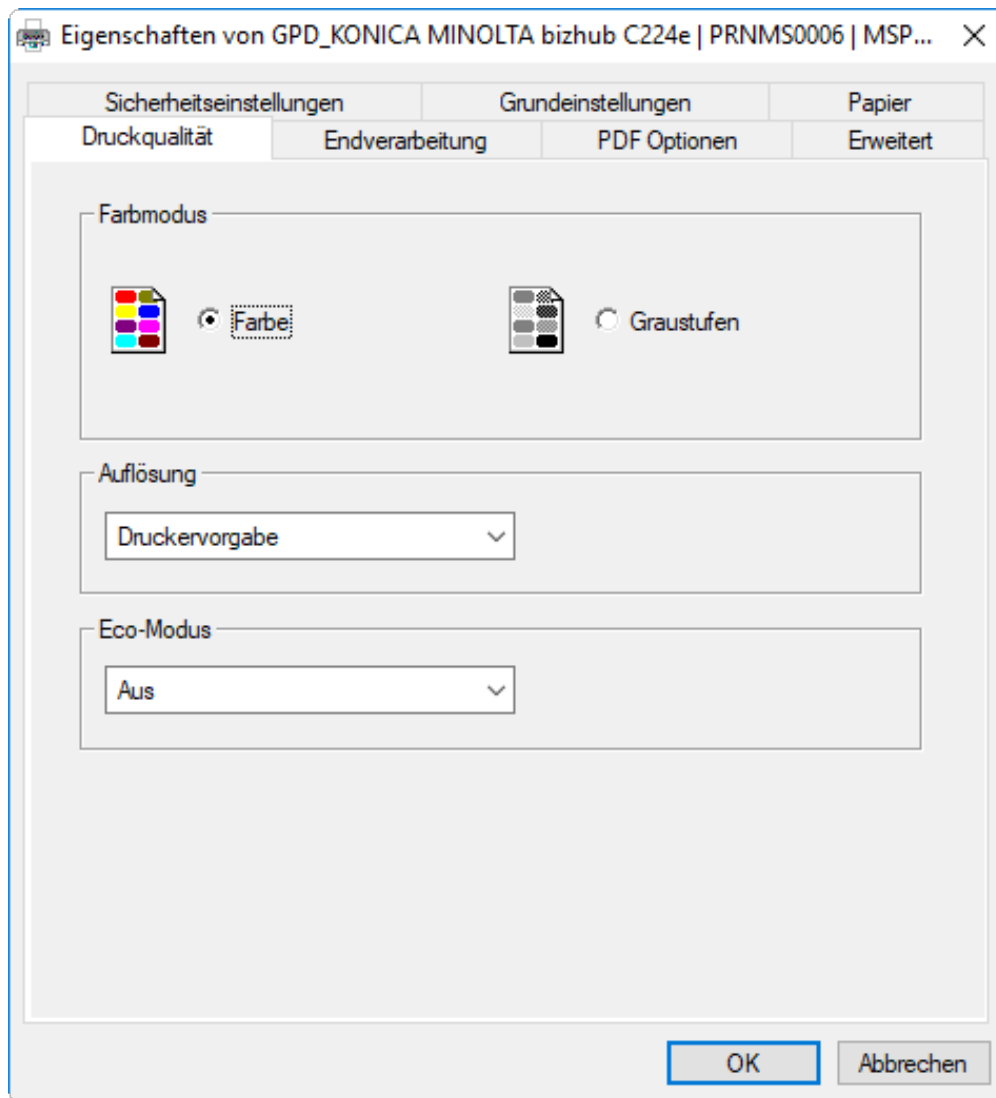 Eigenschaften von GPD_KONICA MINOLTA bizhub C224e | PRNMS0006 | MSP...
Sicherheitseinstellungen Grundeinstellungen Papier
Druckqualität Endverarbeitung PDF Optionen Erweitert
Farbmodus
Farbe Graustufen
Auflösung
Druckervorgabe
Eco-Modus
Aus
OK Abbrechen